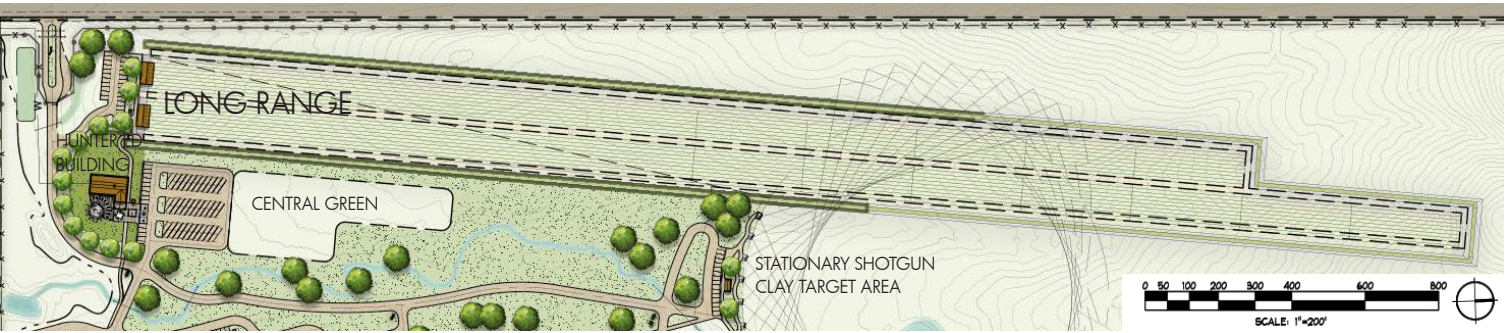 LONG-RANGE
HUNTER ED
BUILDING
CENTRAL GREEN
STATIONARY SHOTGUN
CLAY TARGET AREA
0 50 100 200 300 400 600 800
SCALE: 1"=200'